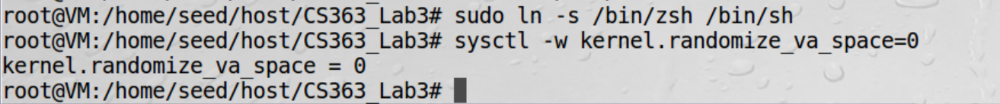 root@VM:/home/seed/host/CS363_Lab3# sudo ln -s /bin/zsh /bin/sh
root@VM:/home/seed/host/CS363_Lab3# sysctl -w kernel.randomize_va_space=0
kernel.randomize_va_space = 0
root@VM:/home/seed/host/CS363_Lab3#